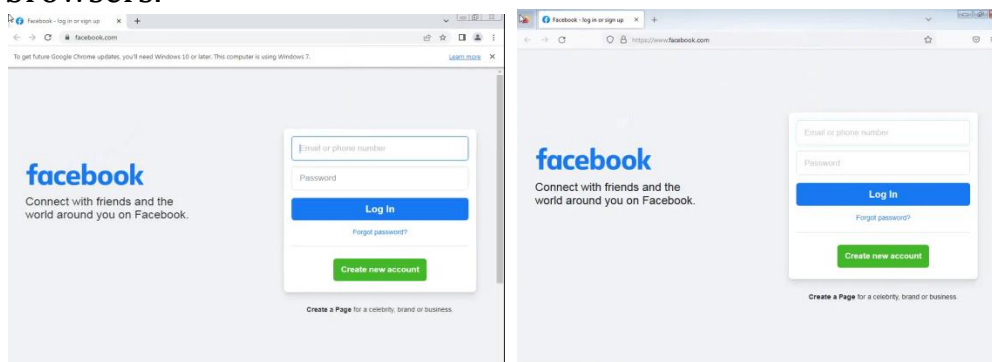 browsers.
Facebook - log in or sign up
facebook.com
To get future Google Chrome updates, you'll need Windows 10 or later. This computer is using Windows 7.
Learn more
facebook
Connect with friends and the
world around you on Facebook.
Email or phone number
Password
Log In
Forgot password?
Create new account
Create a Page for a celebrity, brand or business.
Facebook - log in or sign up
https://www.facebook.com
facebook
Connect with friends and the
world around you on Facebook.
Email or phone number
Password
Log In
Forgot password?
Create new account
Create a Page for a celebrity, brand or business.